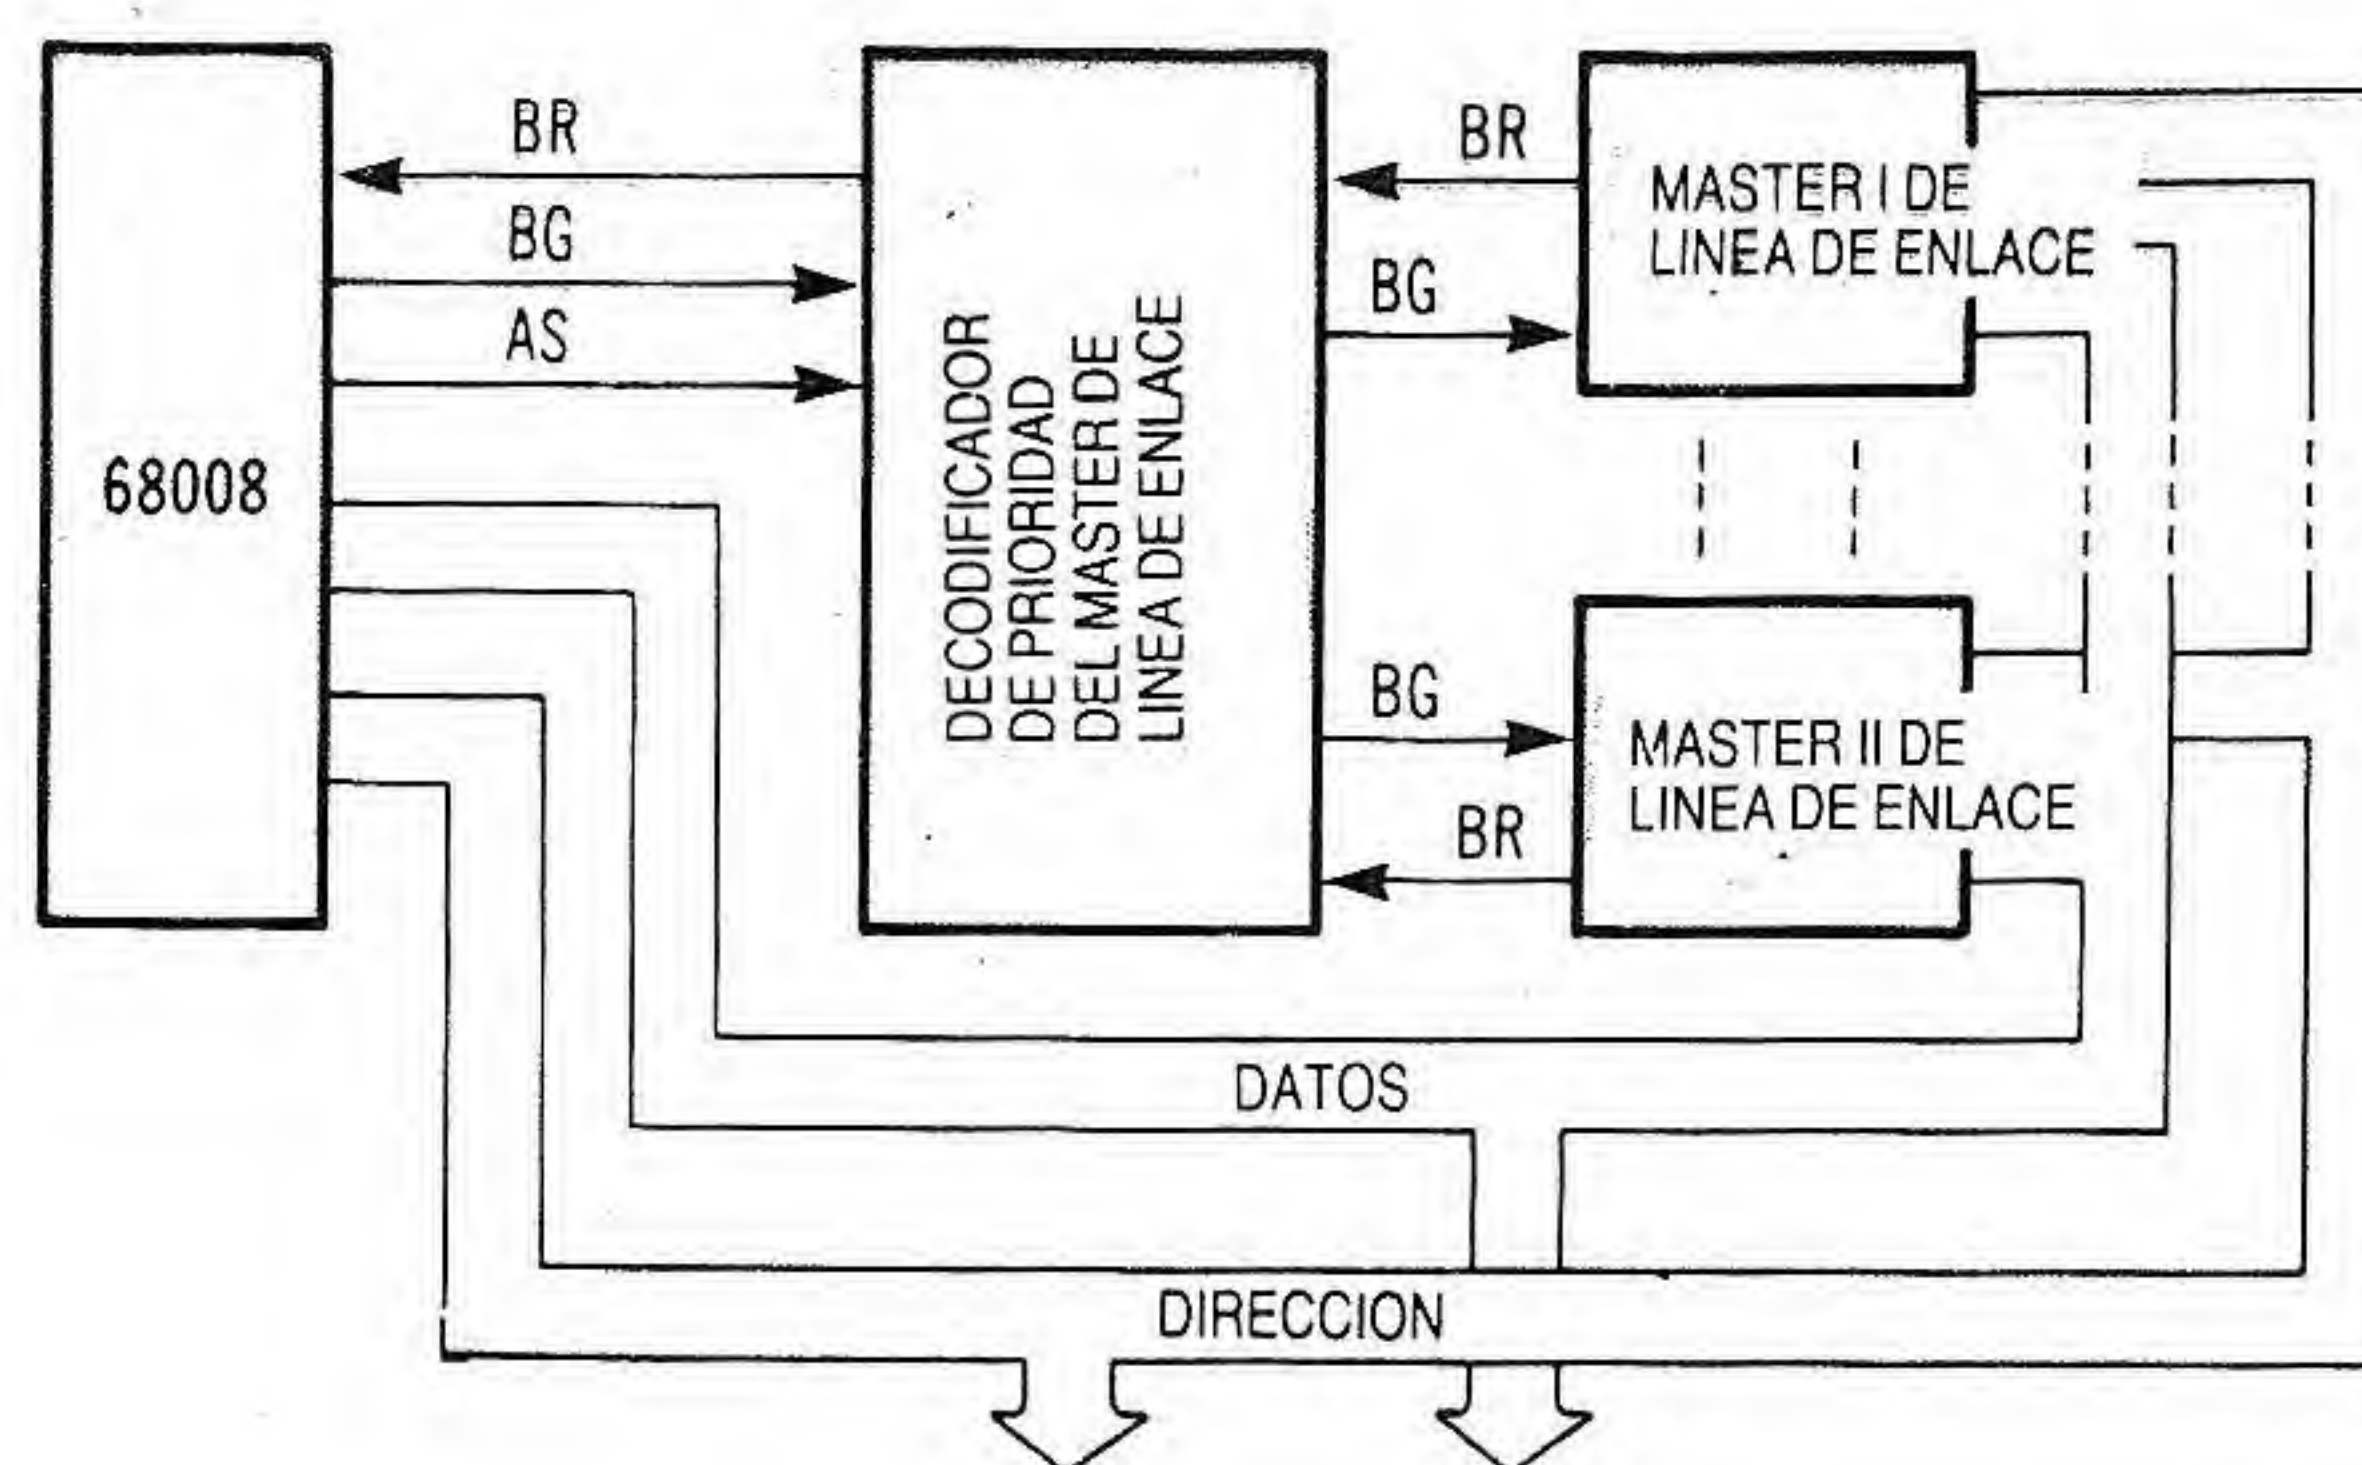 68008
BR
BG
AS
DECODIFICADOR
DE PRIORIDAD
DEL MASTER DE
LINEA DE ENLACE
BR
BG
MASTER I DE
LINEA DE ENLACE
BG
BR
MASTER II DE
LINEA DE ENLACE
DATOS
DIRECCION